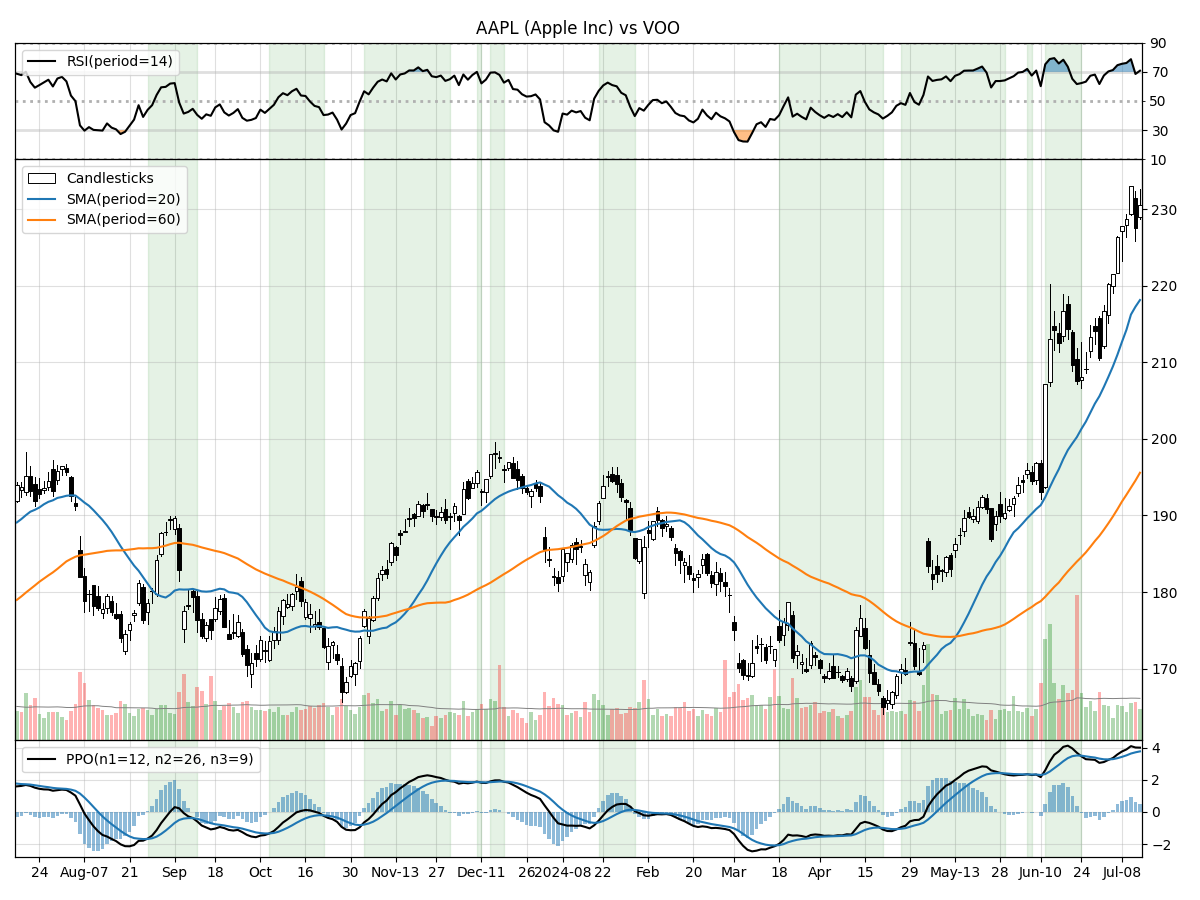 AAPL (Apple Inc) vs VOO
RSI(period=14)
90
70
50
30
10
Candlesticks
SMA(period=20)
SMA(period=60)
230
220
210
200
190
180
170
PPO(n1=12, n2=26, n3=9)
4
2
0
−2
24 Aug-07 21 Sep 18 Oct 16 30 Nov-13 27 Dec-11 26 2024-08 22 Feb 20 Mar 18 Apr 15 29 May-13 28 Jun-10 24 Jul-08